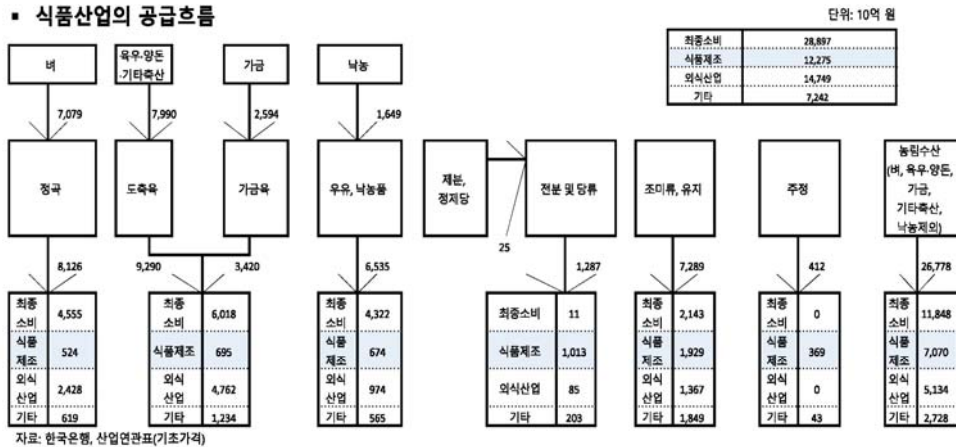 ▪ 식품산업의 공급흐름
단위: 10억 원
최종소비 28,897
식품제조 12,275
외식산업 14,749
기타 7,242
벼
육우·양돈
·기타축산
가금
낙농
7,079
7,990
2,594
1,649
정곡
도축육
가금육
우유, 낙농품
제분,
정제당
전분 및 당류
조미류, 유지
주정
농림수산
(벼, 육우·양돈,
가금,
기타축산,
낙농제외)
25
8,126
9,290
3,420
6,535
1,287
7,289
412
26,778
최종
소비 4,555
식품
제조 524
외식
산업 2,428
기타 619
최종
소비 6,018
식품제조 695
외식
산업 4,762
기타 1,234
최종
소비 4,322
식품
제조 674
외식
산업 974
기타 565
최종소비 11
식품제조 1,013
외식산업 85
기타 203
최종
소비 2,143
식품
제조 1,929
외식
산업 1,367
기타 1,849
최종
소비 0
식품
제조 369
외식
산업 0
기타 43
최종
소비 11,848
식품
제조 7,070
외식
산업 5,134
기타 2,728
자료: 한국은행, 산업연관표(기초가격)